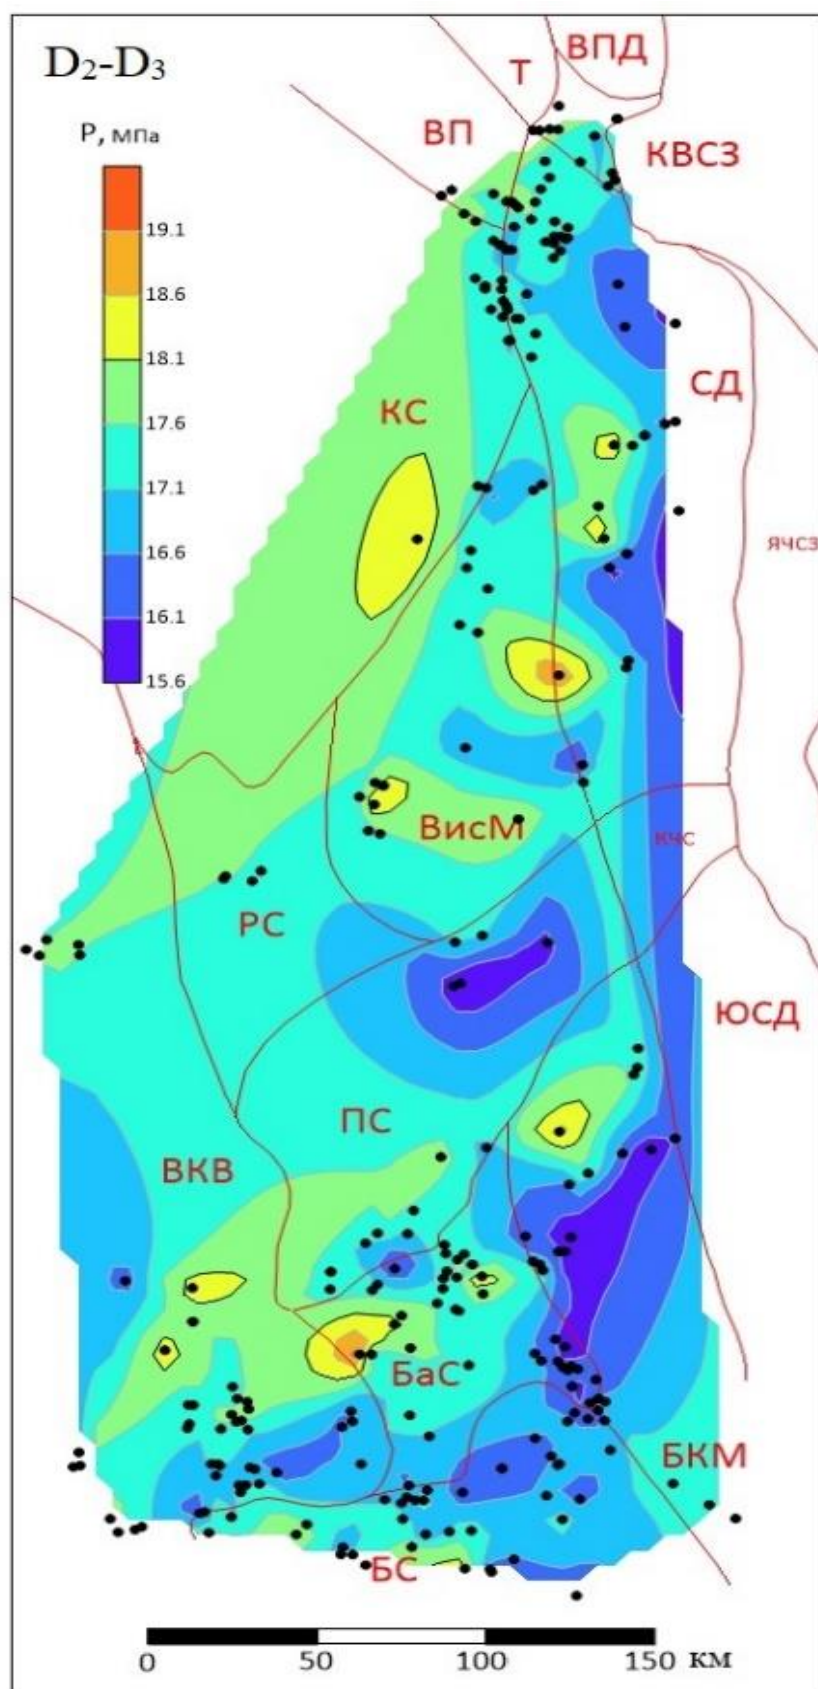 D₂-D₃
Р, мпа
19.1
18.6
18.1
17.6
17.1
16.6
16.1
15.6
ВПД
Т
ВП
КВСЗ
СД
КС
ЯЧСЗ
ВисМ
КЧС
РС
ЮСД
ПС
ВКВ
БаС
БКМ
БС
0 50 100 150 км